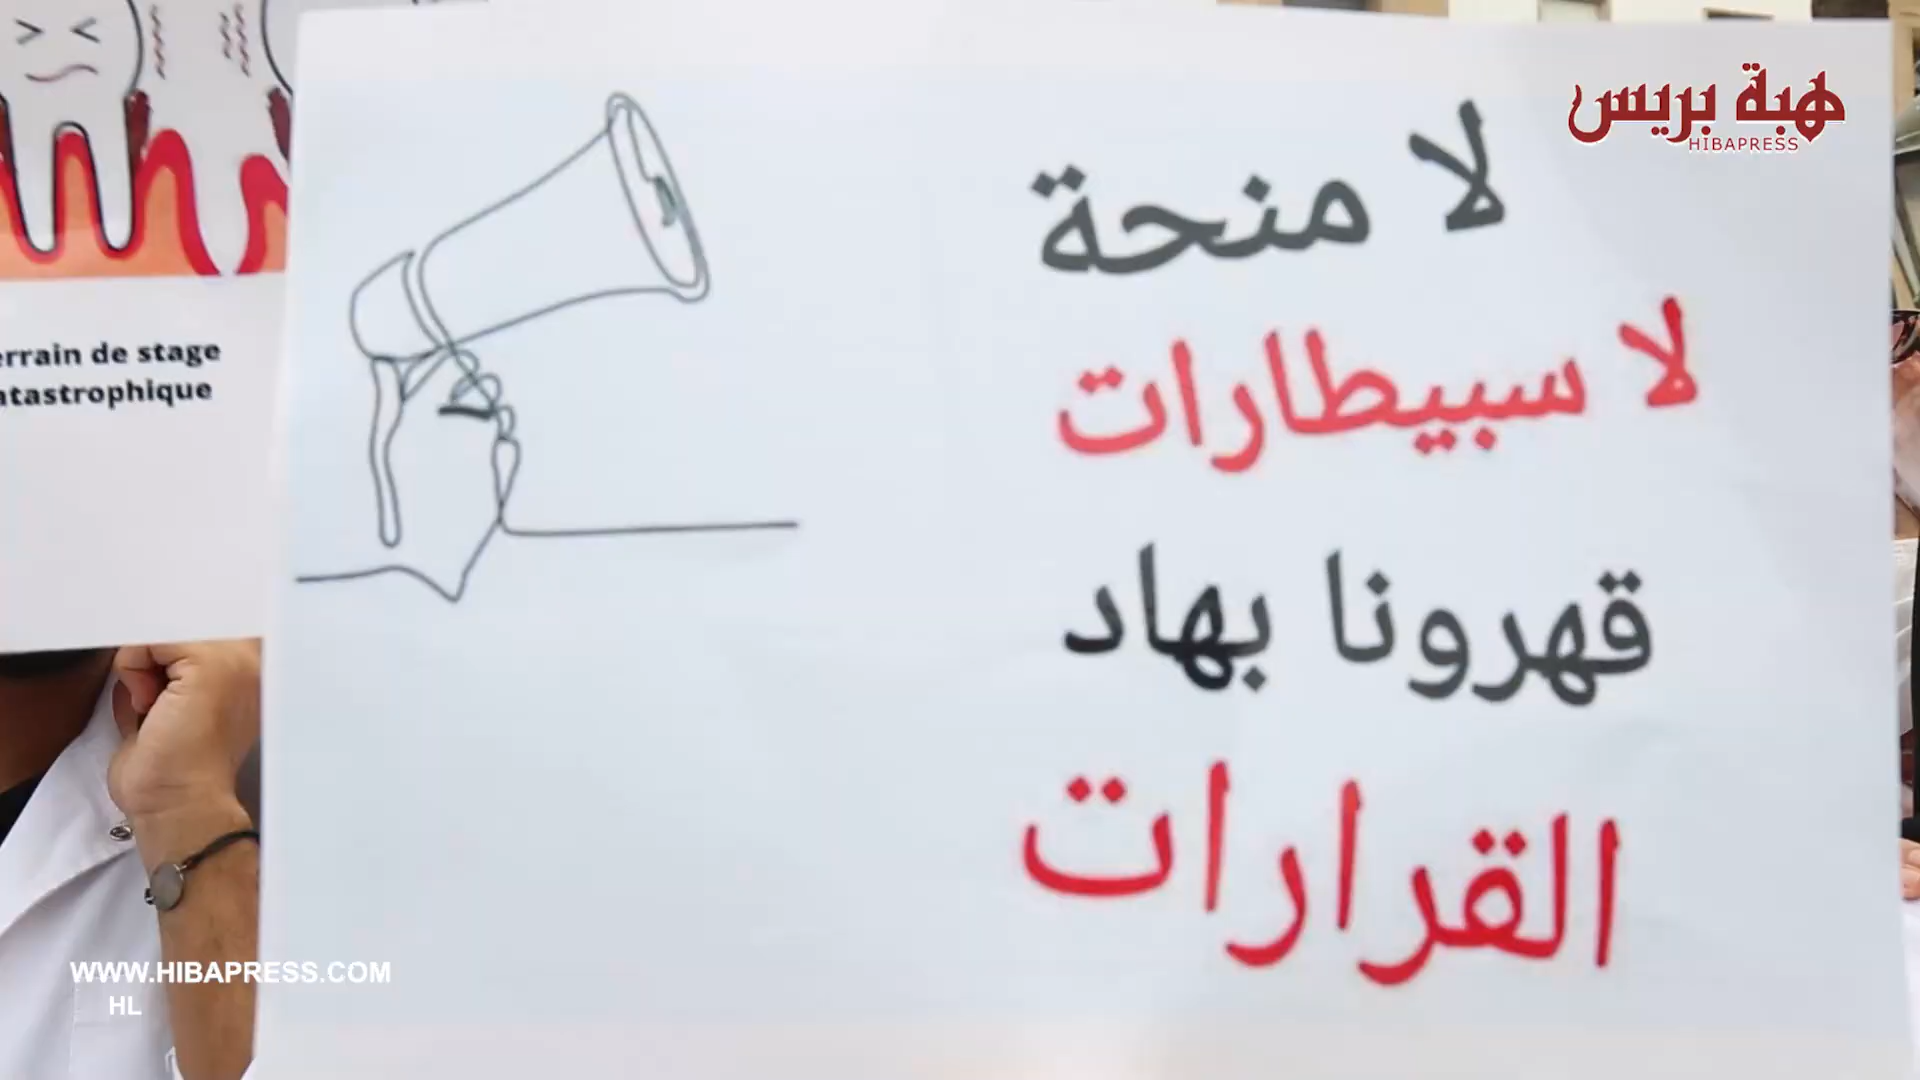 هبة بريس
HIBAPRESS
لا منحة
لا سبيطارات
قهرونا بهاد
القرارات
errain de stage
atastrophique
WWW.HIBAPRESS.COM
HL